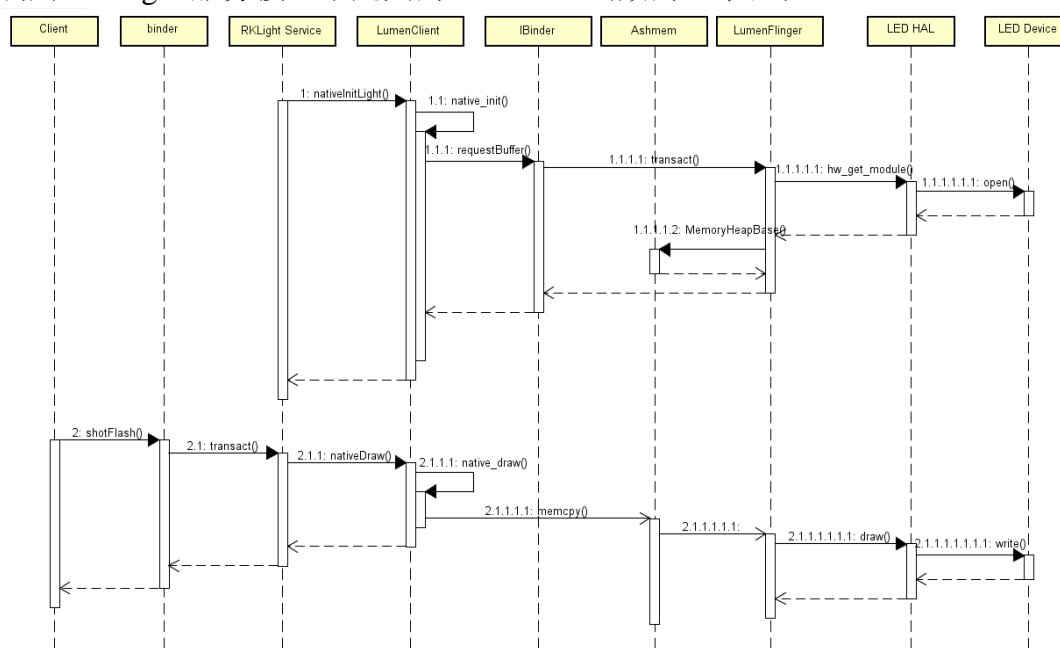 Client
binder
RKLight Service
LumenClient
IBinder
Ashmem
LumenFlinger
LED HAL
LED Device
1: nativeInitLight()
1.1: native_init()
1.1.1: requestBuffer()
1.1.1.1: transact()
1.1.1.1.1: hw_get_module()
1.1.1.1.1.1: open()
1.1.1.1.2: MemoryHeapBase()
2: shotFlash()
2.1: transact()
2.1.1: nativeDraw()
2.1.1.1: native_draw()
2.1.1.1.1: memcpy()
2.1.1.1.1.1:
2.1.1.1.1.1.1: draw()
2.1.1.1.1.1.1.1: write()